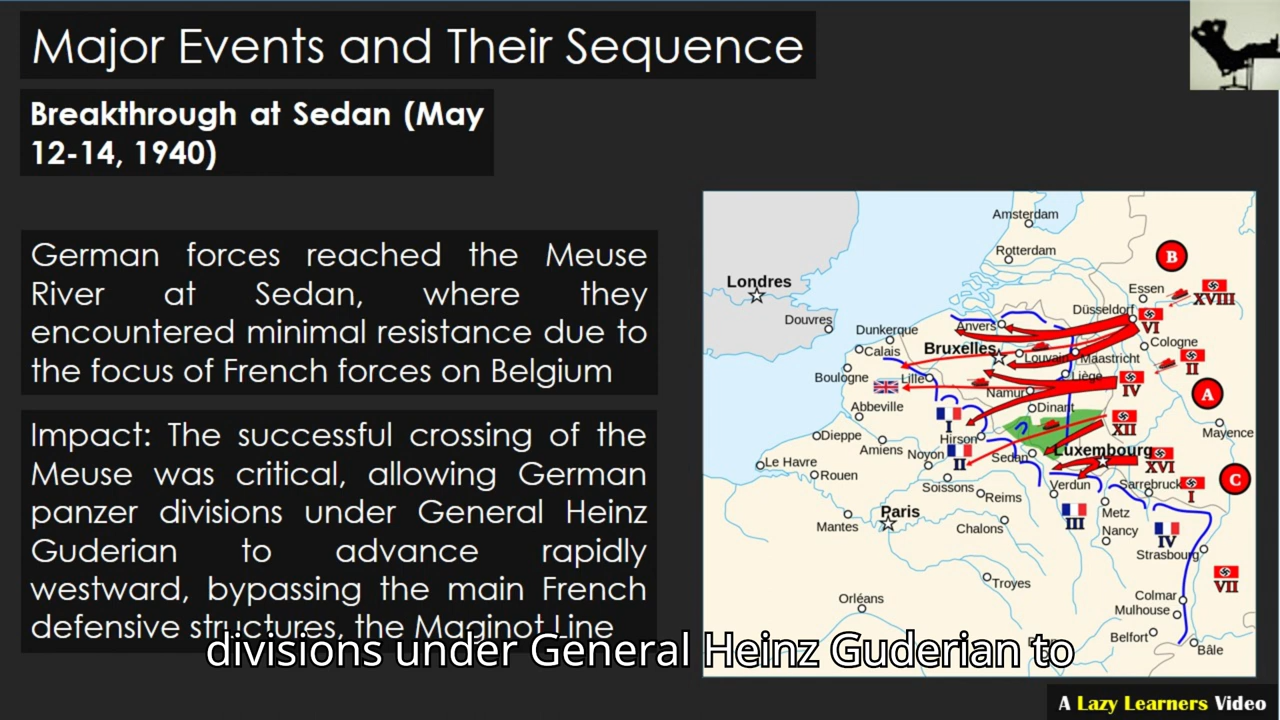 Major Events and Their Sequence
Breakthrough at Sedan (May
12-14, 1940)
German forces reached the Meuse
River at Sedan, where they
encountered minimal resistance due to
the focus of French forces on Belgium
Impact: The successful crossing of the
Meuse was critical, allowing German
panzer divisions under General Heinz
Guderian to advance rapidly
westward, bypassing the main French
defensive structures, the Maginot Line
Amsterdam
Rotterdam
B
Londres
Essen
XVIII
Düsseldorf
VI
Douvres
Dunkerque
Anvers
Cologne
Calais
Bruxelles
Louvain
Maastricht
II
Boulogne
Lille
Liège
IV
Namur
A
Abbeville
Dinant
I
XII
Mayence
Dieppe
Amiens
Hirson
Noyon
II
Sedan
Luxembourg
XVI
Le Havre
Rouen
Soissons
Reims
Verdun
Sarrebruck
I
C
Mantes
Paris
Chalons
III
Metz
Nancy
IV
Strasbourg
VII
Troyes
Orléans
Colmar
Mulhouse
Belfort
Bâle
divisions under General Heinz Guderian to
A Lazy Learners Video